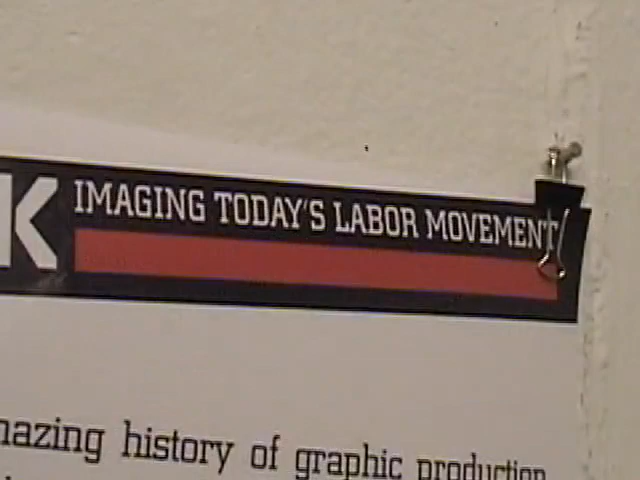 K
IMAGING TODAY'S LABOR MOVEMENT
history of graphic production